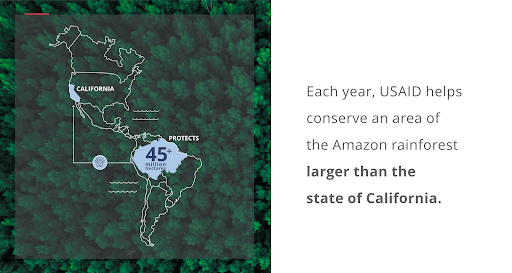 CALIFORNIA
PROTECTS
45+
million
hectares
Each year, USAID helps
conserve an area of
the Amazon rainforest
larger than the
state of California.